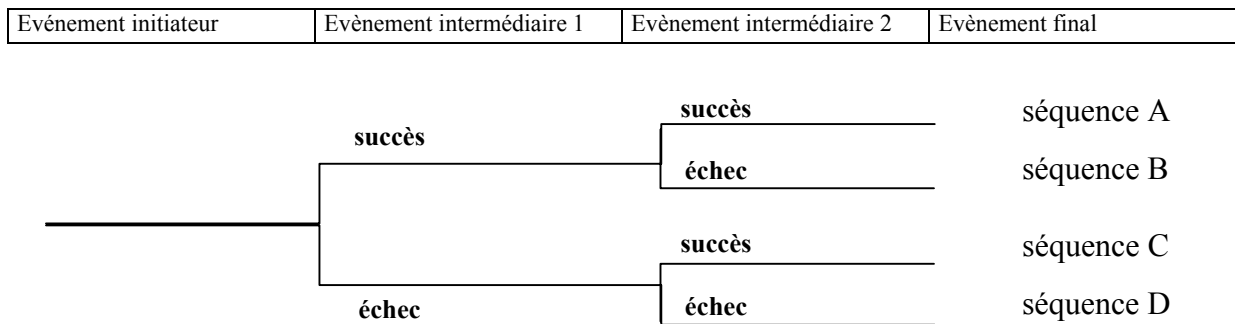 Evénement initiateur Evènement intermédiaire 1 Evènement intermédiaire 2 Evènement final
succès séquence A
succès
échec séquence B
succès séquence C
échec échec séquence D